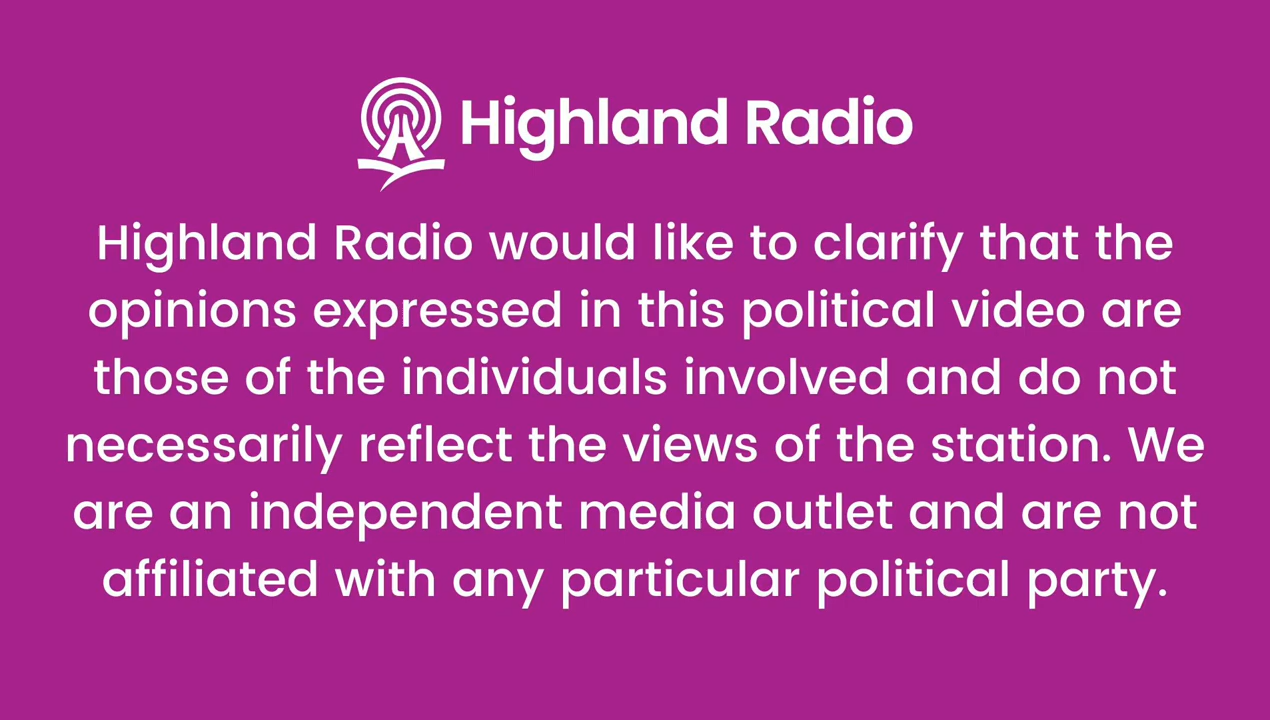 Highland Radio
Highland Radio would like to clarify that the
opinions expressed in this political video are
those of the individuals involved and do not
necessarily reflect the views of the station. We
are an independent media outlet and are not
affiliated with any particular political party.